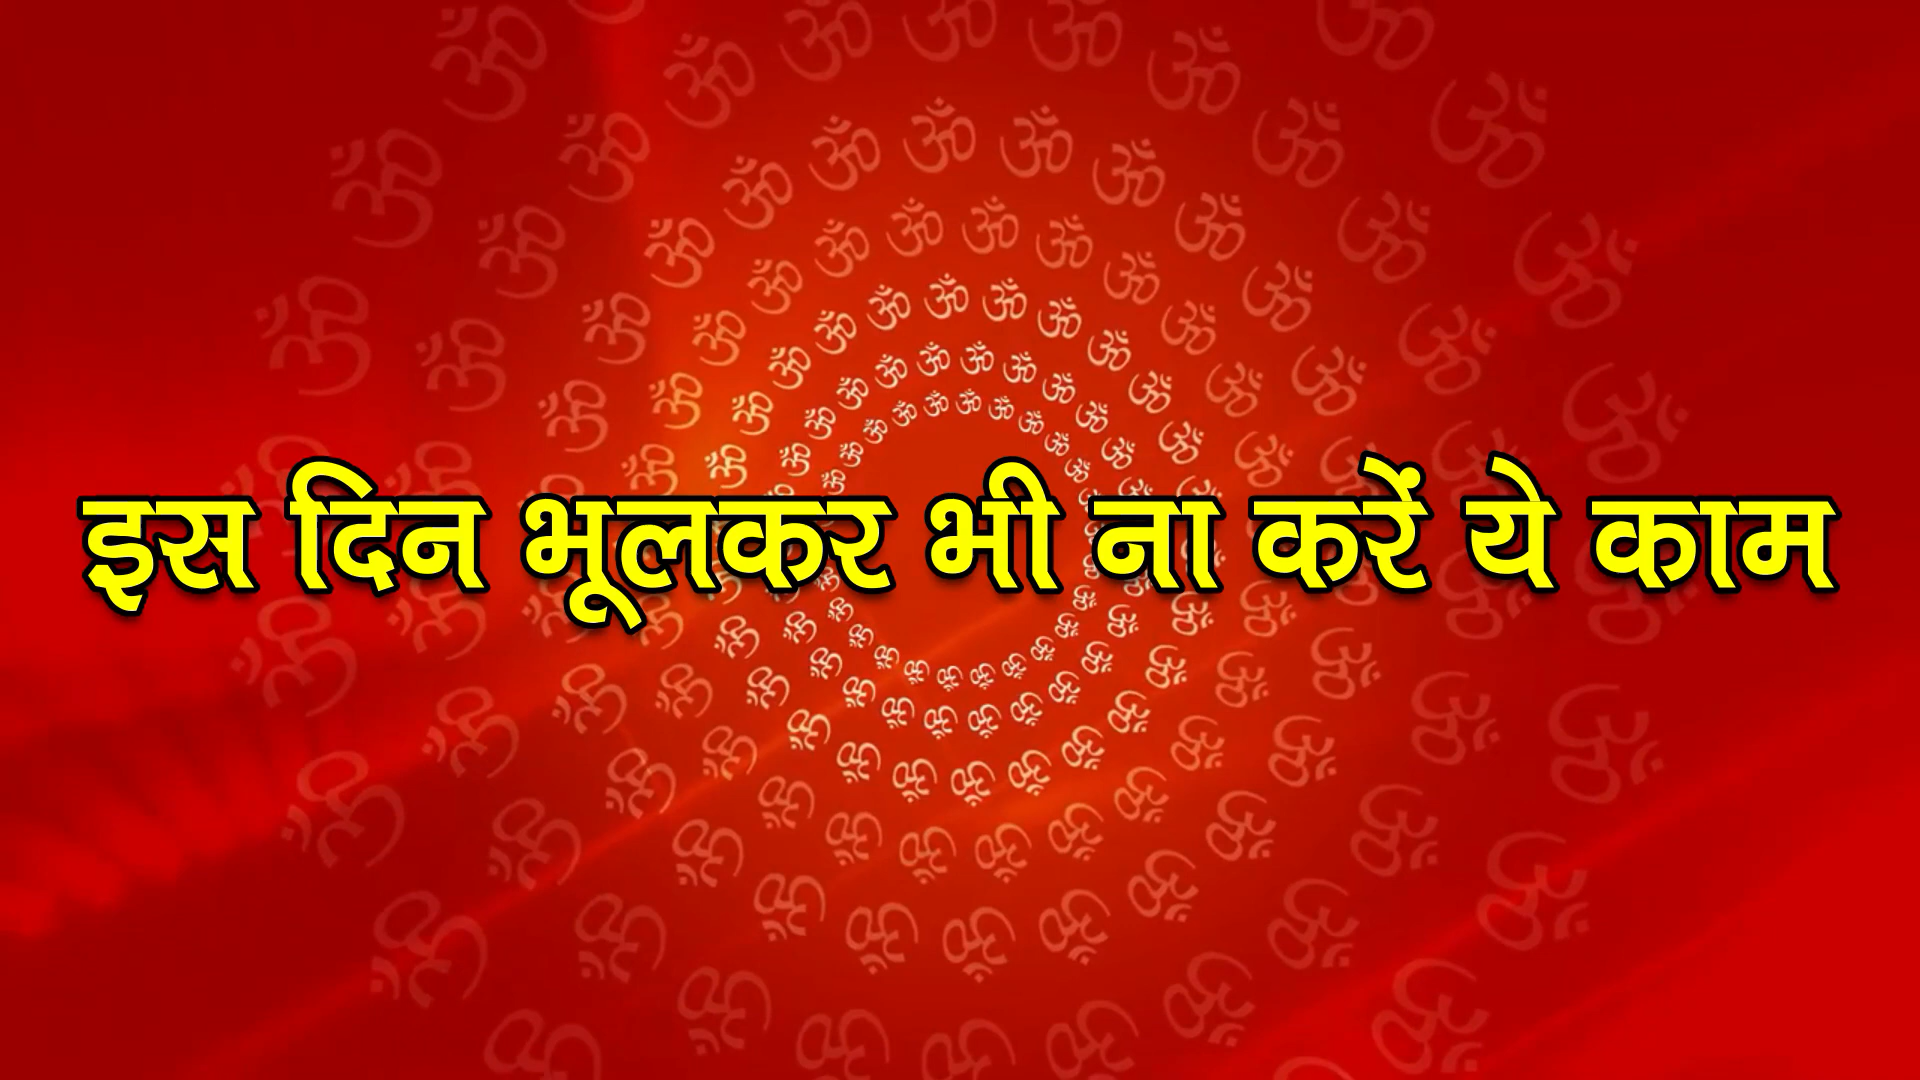 इस दिन भूलकर भी ना करें ये काम